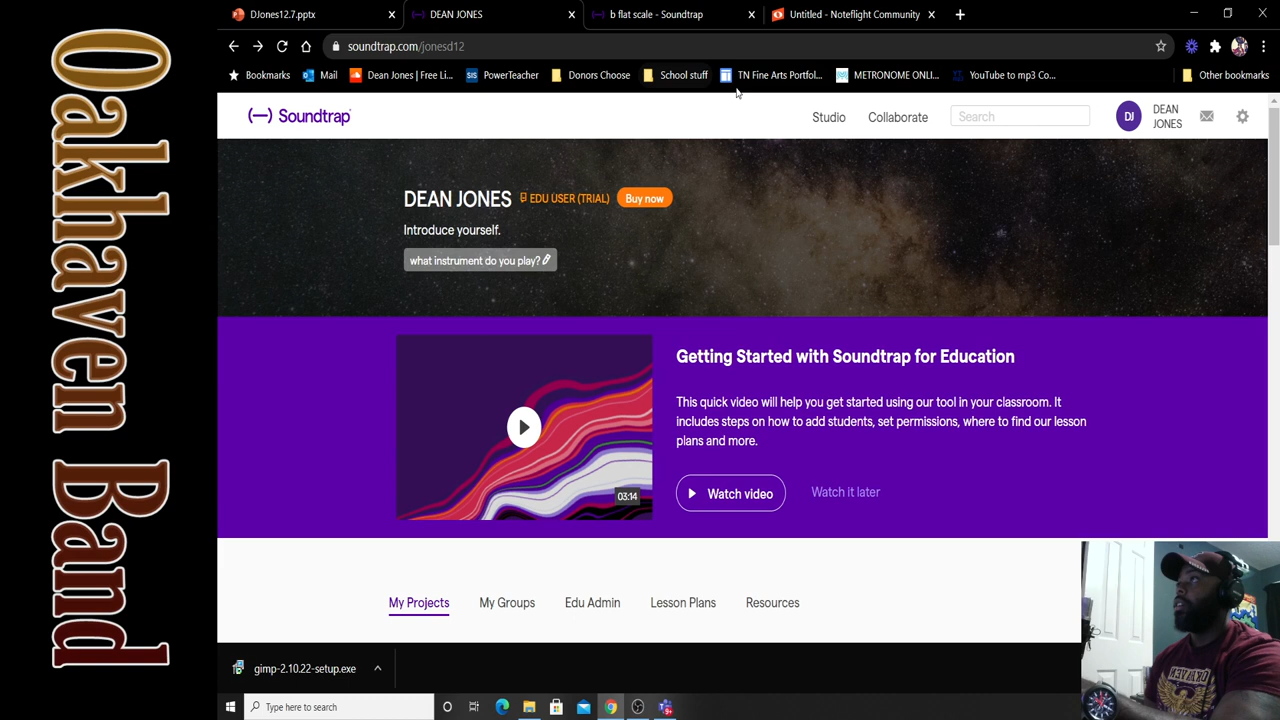 Oakhaven Band
DJones12.7.pptx
DEAN JONES
b flat scale - Soundtrap
Untitled - Noteflight Community
soundtrap.com/jonesd12
Bookmarks
Mail
Dean Jones | Free Li...
PowerTeacher
Donors Choose
School stuff
TN Fine Arts Portfol...
METRONOME ONLI...
YouTube to mp3 Co...
Other bookmarks
Soundtrap
Studio
Collaborate
Search
DJ
DEAN
JONES
DEAN JONES
EDU USER (TRIAL)
Buy now
Introduce yourself.
what instrument do you play?
Getting Started with Soundtrap for Education
This quick video will help you get started using our tool in your classroom. It
includes steps on how to add students, set permissions, where to find our lesson
plans and more.
03:14
Watch video
Watch it later
My Projects
My Groups
Edu Admin
Lesson Plans
Resources
gimp-2.10.22-setup.exe
Type here to search